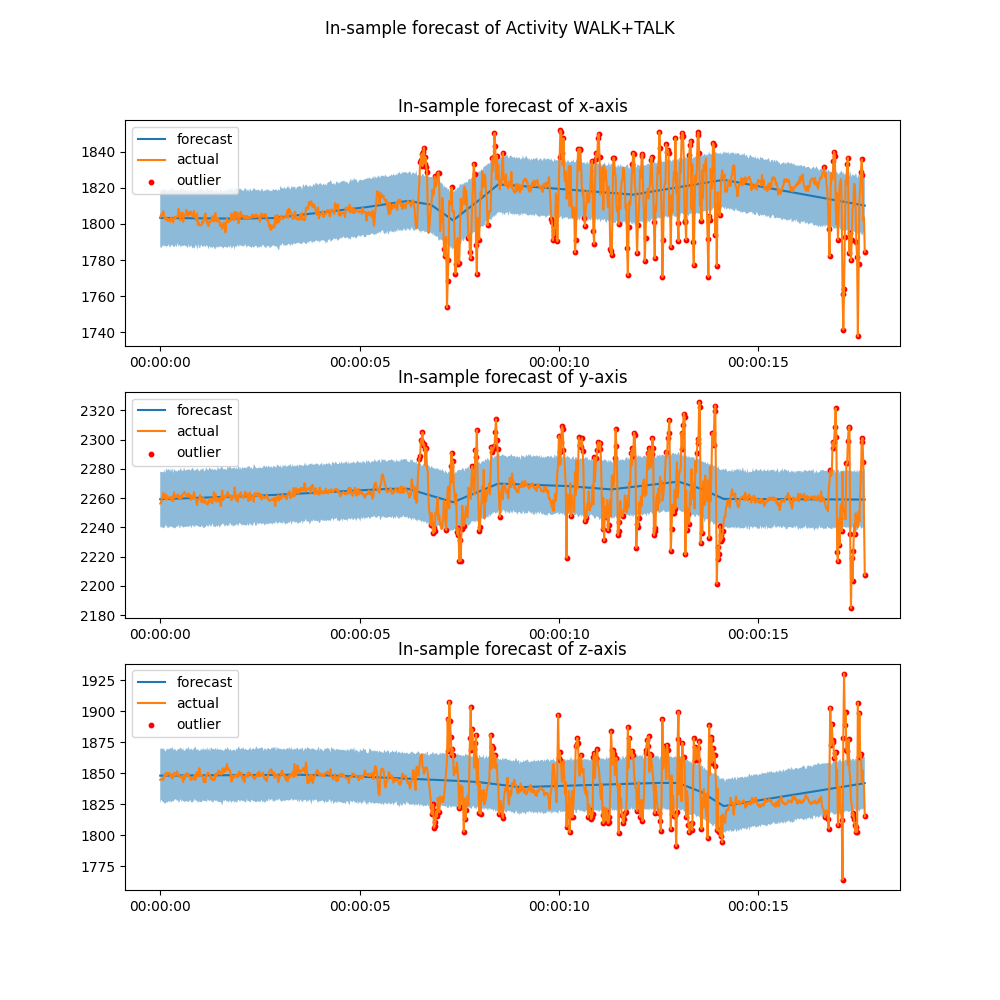 In-sample forecast of Activity WALK+TALK
In-sample forecast of x-axis
forecast
actual
outlier
1840
1820
1800
1780
1760
1740
00:00:00 00:00:05 00:00:10 00:00:15
In-sample forecast of y-axis
forecast
actual
outlier
2320
2300
2280
2260
2240
2220
2200
2180
00:00:00 00:00:05 00:00:10 00:00:15
In-sample forecast of z-axis
forecast
actual
outlier
1925
1900
1875
1850
1825
1800
1775
00:00:00 00:00:05 00:00:10 00:00:15